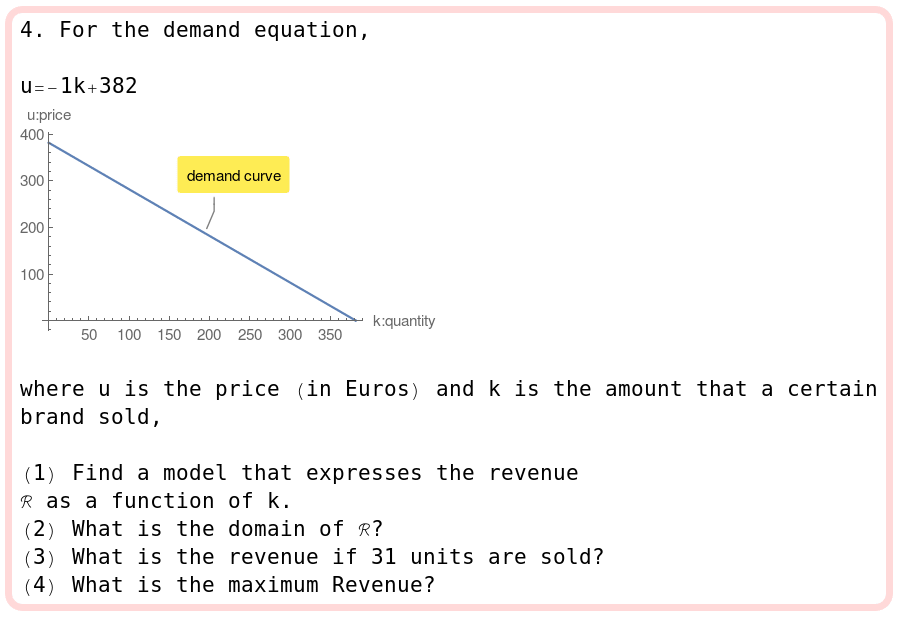 4. For the demand equation,
u=-1k+382
u:price
400
300
200
100
demand curve
50 100 150 200 250 300 350
k:quantity
where u is the price (in Euros) and k is the amount that a certain
brand sold,
(1) Find a model that expresses the revenue
ℛ as a function of k.
(2) What is the domain of ℛ?
(3) What is the revenue if 31 units are sold?
(4) What is the maximum Revenue?